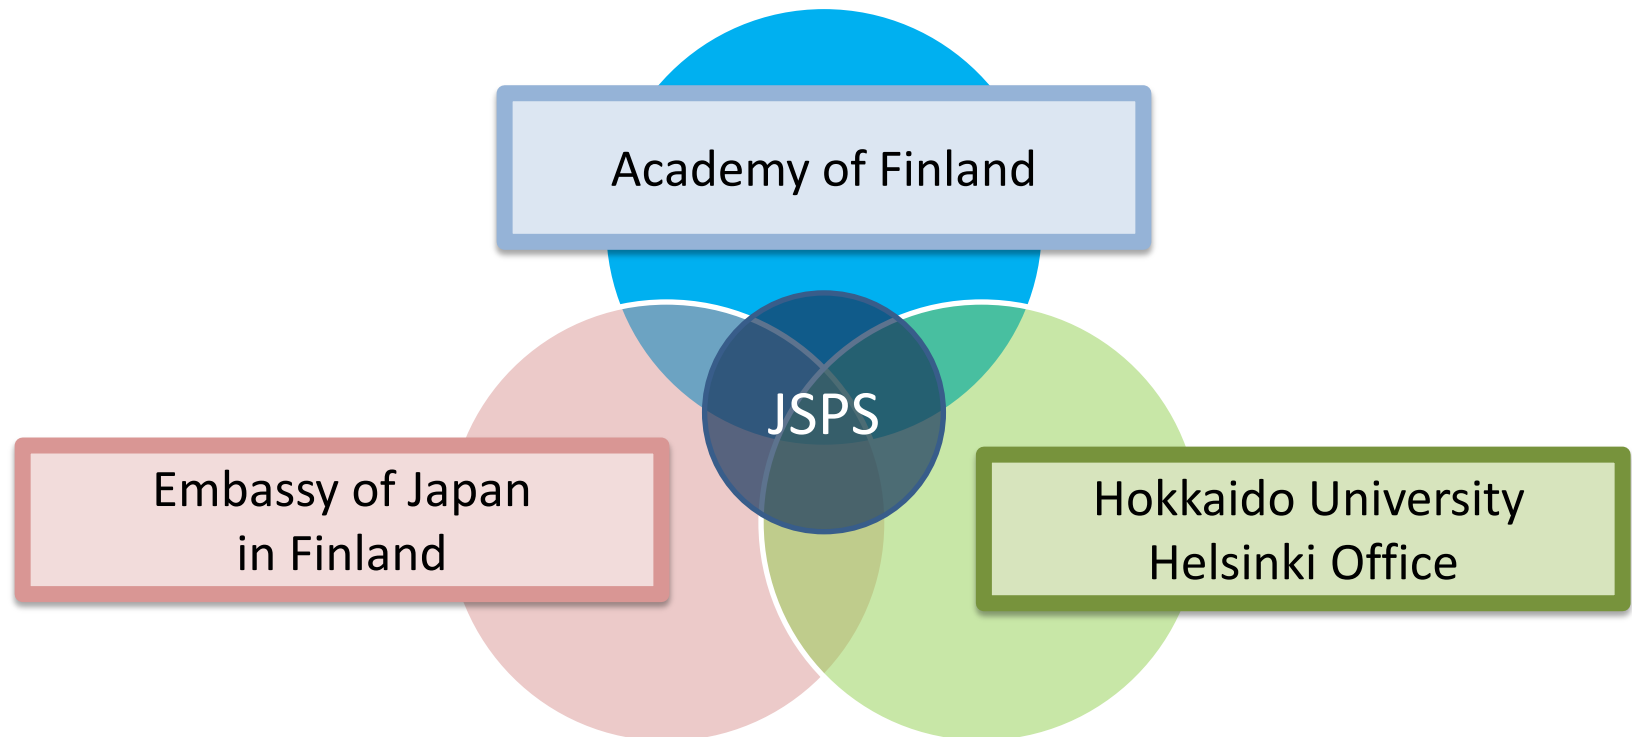 Academy of Finland
JSPS
Embassy of Japan
in Finland
Hokkaido University
Helsinki Office